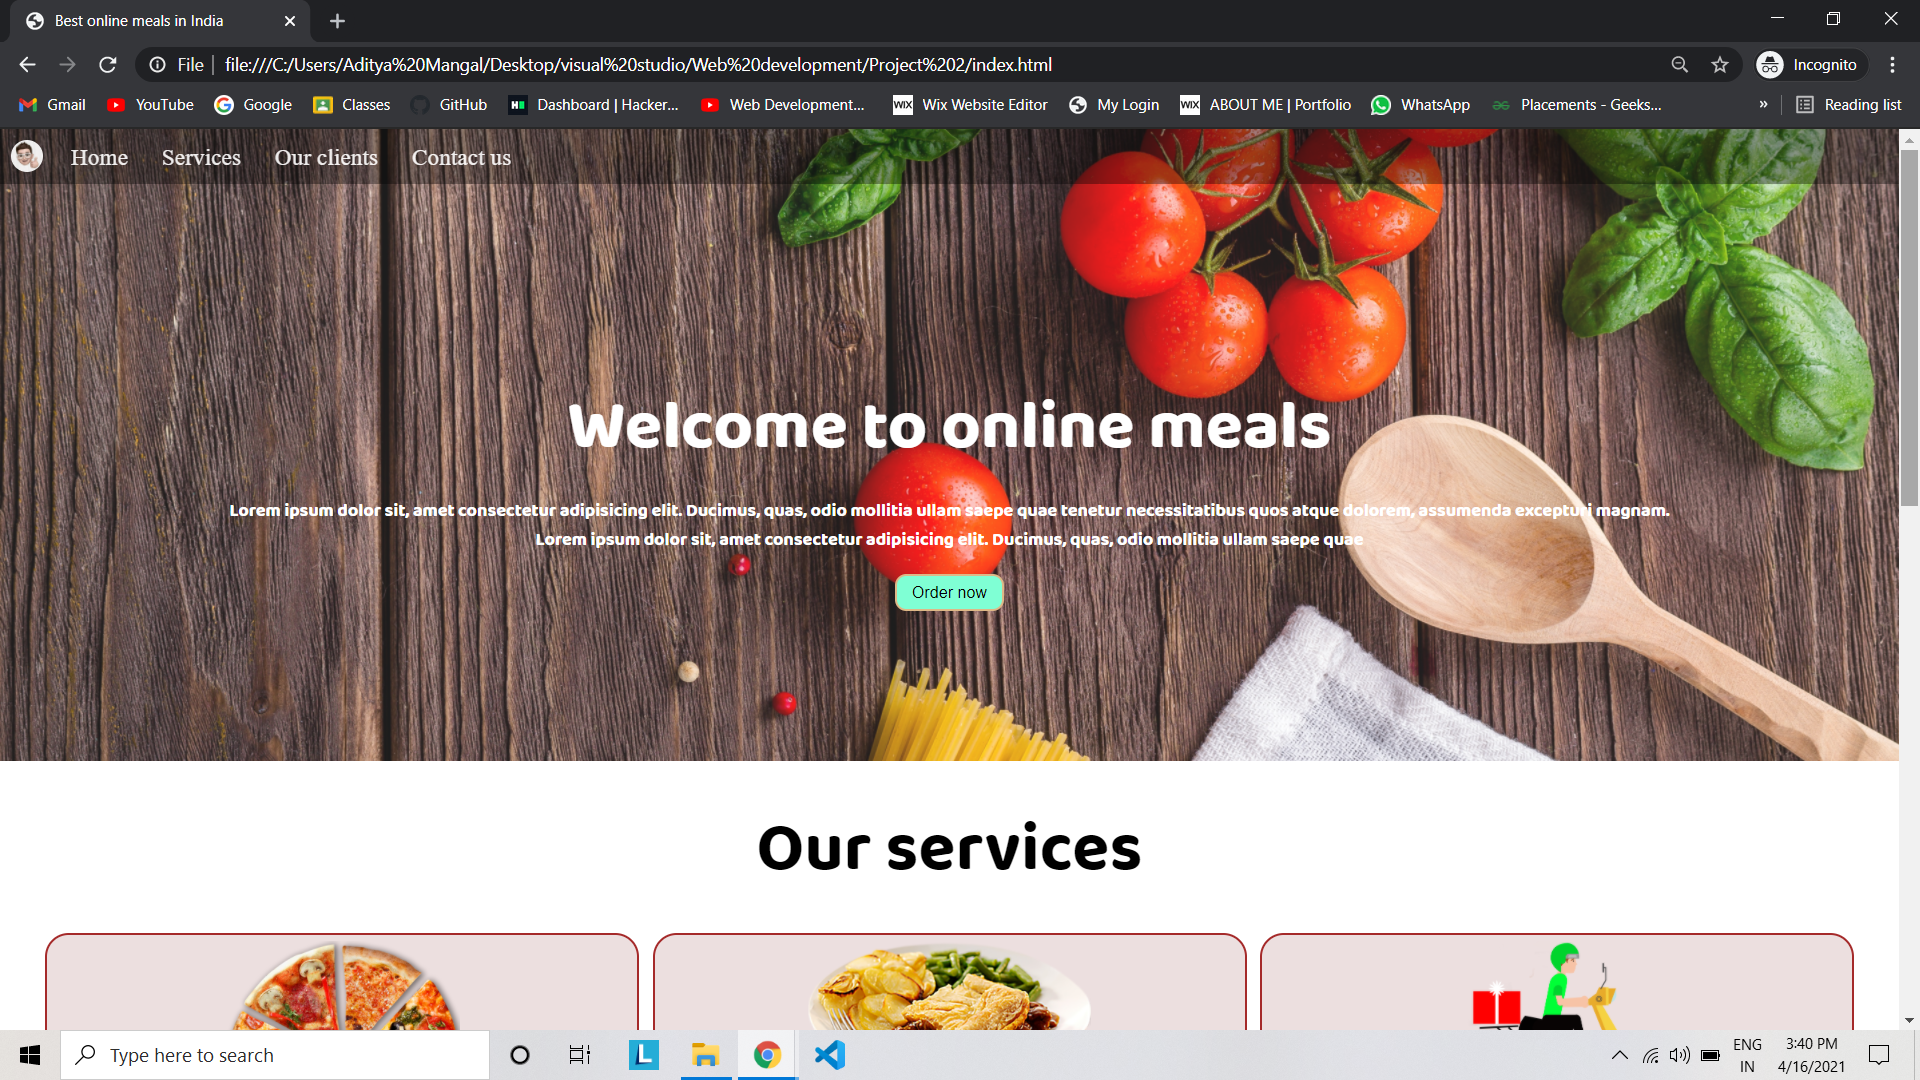 Best online meals in India
File
file:///C:/Users/Aditya%20Mangal/Desktop/visual%20studio/Web%20development/Project%202/index.html
Incognito
Gmail YouTube Google Classes GitHub Dashboard | Hacker... Web Development... WIX Wix Website Editor My Login WIX ABOUT ME | Portfolio WhatsApp Placements - Geeks... » Reading list
Home Services Our clients Contact us
Welcome to online meals
Lorem ipsum dolor sit, amet consectetur adipisicing elit. Ducimus, quas, odio mollitia ullam saepe quae tenetur necessitatibus quos atque dolorem, assumenda excepturi magnam.
Lorem ipsum dolor sit, amet consectetur adipisicing elit. Ducimus, quas, odio mollitia ullam saepe quae
Order now
Our services
Type here to search
L
ENG
IN
3:40 PM
4/16/2021